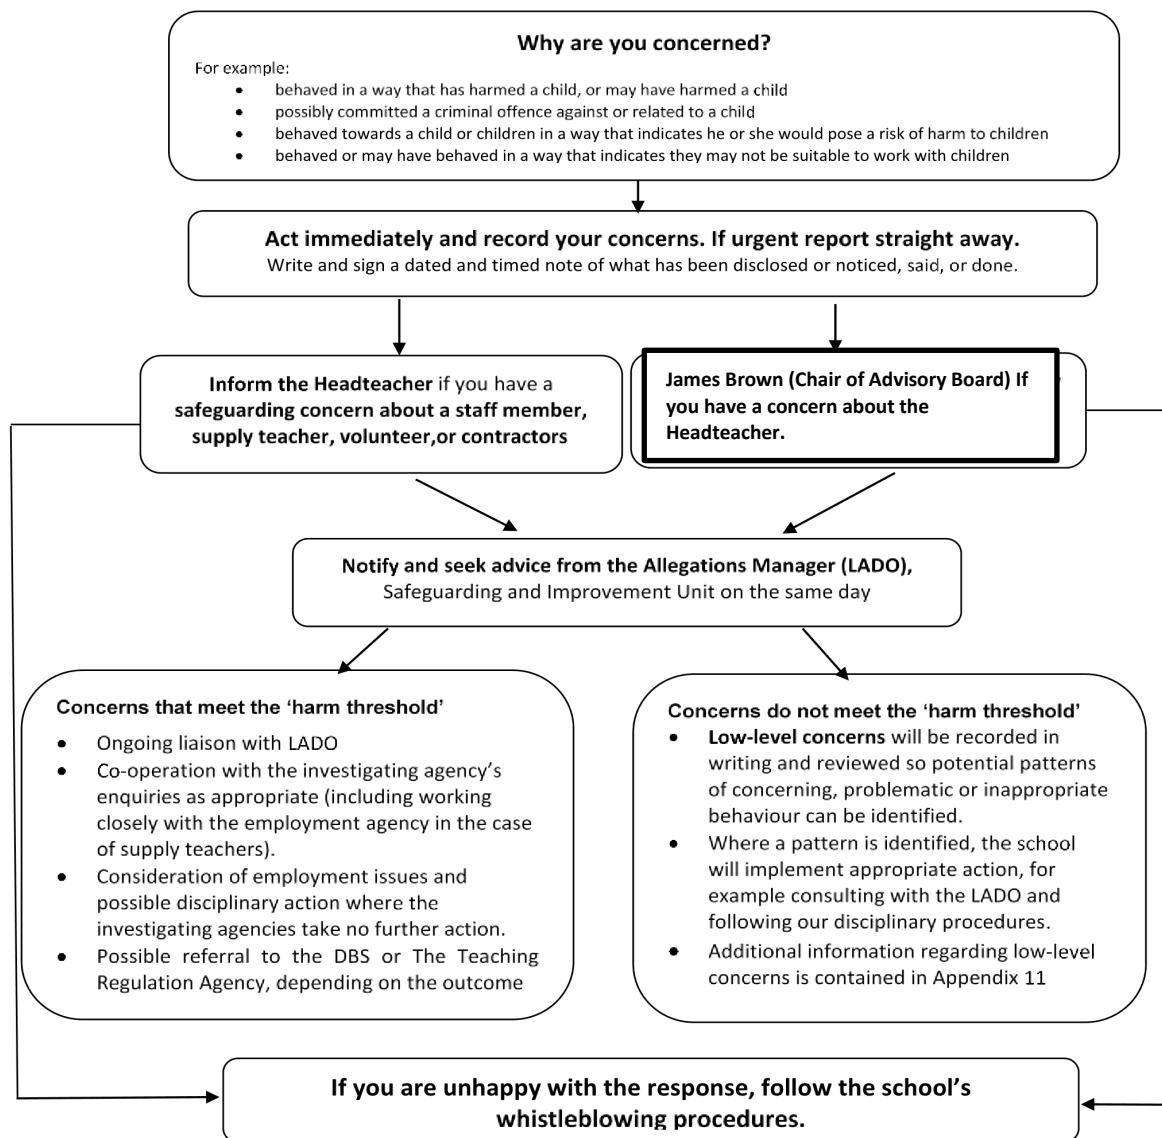 Why are you concerned?
For example:
• behaved in a way that has harmed a child, or may have harmed a child
• possibly committed a criminal offence against or related to a child
• behaved towards a child or children in a way that indicates he or she would pose a risk of harm to children
• behaved or may have behaved in a way that indicates they may not be suitable to work with children
Act immediately and record your concerns. If urgent report straight away.
Write and sign a dated and timed note of what has been disclosed or noticed, said, or done.
Inform the Headteacher if you have a
safeguarding concern about a staff member,
supply teacher, volunteer,or contractors
James Brown (Chair of Advisory Board) If
you have a concern about the
Headteacher.
Notify and seek advice from the Allegations Manager (LADO),
Safeguarding and Improvement Unit on the same day
Concerns that meet the ‘harm threshold’
• Ongoing liaison with LADO
• Co-operation with the investigating agency’s
enquiries as appropriate (including working
closely with the employment agency in the case
of supply teachers).
• Consideration of employment issues and
possible disciplinary action where the
investigating agencies take no further action.
• Possible referral to the DBS or The Teaching
Regulation Agency, depending on the outcome
Concerns do not meet the ‘harm threshold’
• Low-level concerns will be recorded in
writing and reviewed so potential patterns
of concerning, problematic or inappropriate
behaviour can be identified.
• Where a pattern is identified, the school
will implement appropriate action, for
example consulting with the LADO and
following our disciplinary procedures.
• Additional information regarding low-level
concerns is contained in Appendix 11
If you are unhappy with the response, follow the school’s
whistleblowing procedures.